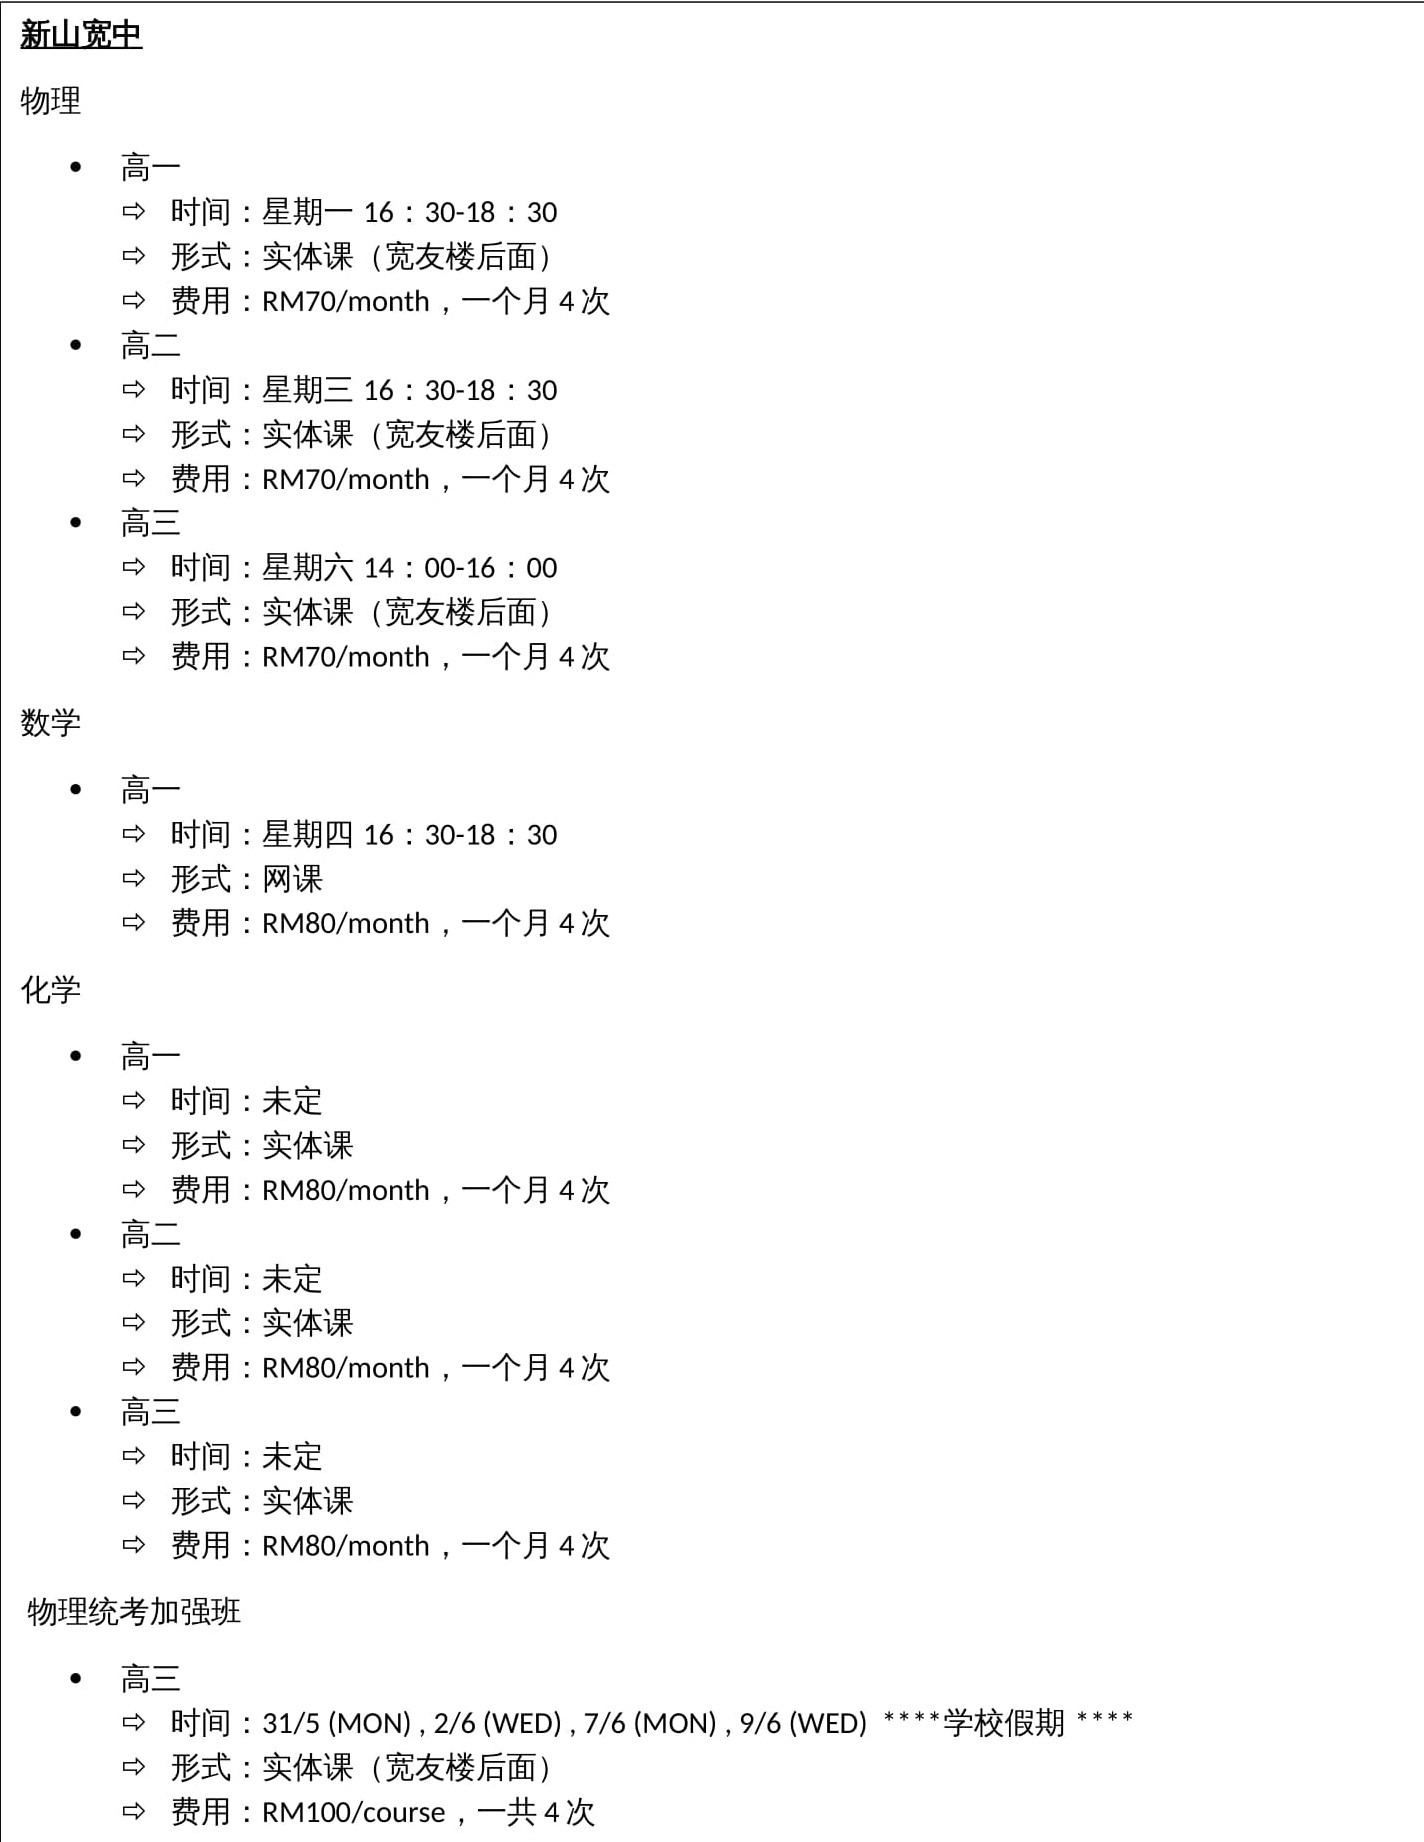 新山宽中
物理
• 高一
⇨ 时间：星期一 16：30-18：30
⇨ 形式：实体课（宽友楼后面）
⇨ 费用：RM70/month，一个月 4 次
• 高二
⇨ 时间：星期三 16：30-18：30
⇨ 形式：实体课（宽友楼后面）
⇨ 费用：RM70/month，一个月 4 次
• 高三
⇨ 时间：星期六 14：00-16：00
⇨ 形式：实体课（宽友楼后面）
⇨ 费用：RM70/month，一个月 4 次
数学
• 高一
⇨ 时间：星期四 16：30-18：30
⇨ 形式：网课
⇨ 费用：RM80/month，一个月 4 次
化学
• 高一
⇨ 时间：未定
⇨ 形式：实体课
⇨ 费用：RM80/month，一个月 4 次
• 高二
⇨ 时间：未定
⇨ 形式：实体课
⇨ 费用：RM80/month，一个月 4 次
• 高三
⇨ 时间：未定
⇨ 形式：实体课
⇨ 费用：RM80/month，一个月 4 次
物理统考加强班
• 高三
⇨ 时间：31/5 (MON) , 2/6 (WED) , 7/6 (MON) , 9/6 (WED) ****学校假期 ****
⇨ 形式：实体课（宽友楼后面）
⇨ 费用：RM100/course，一共 4 次